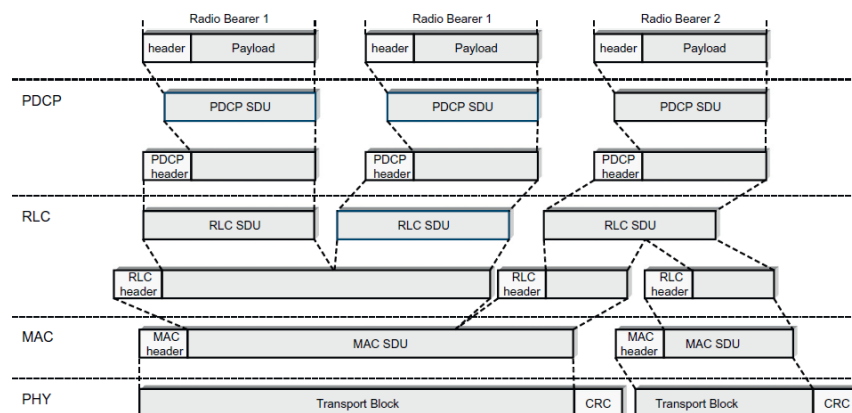 Radio Bearer 1 Radio Bearer 1 Radio Bearer 2
header Payload header Payload header Payload
PDCP
PDCP SDU PDCP SDU PDCP SDU
PDCP header PDCP header PDCP header
RLC
RLC SDU RLC SDU RLC SDU
RLC header RLC header RLC header
MAC
MAC header MAC SDU MAC header MAC SDU
PHY
Transport Block CRC Transport Block CRC